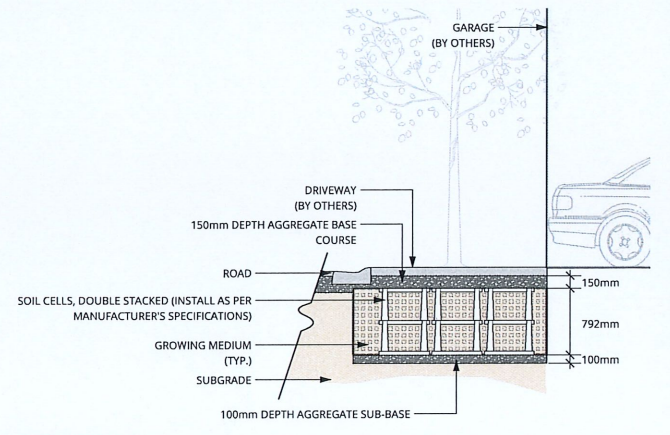 GARAGE
(BY OTHERS)
DRIVEWAY
(BY OTHERS)
150mm DEPTH AGGREGATE BASE
COURSE
ROAD
150mm
SOIL CELLS, DOUBLE STACKED (INSTALL AS PER
MANUFACTURER'S SPECIFICATIONS)
792mm
GROWING MEDIUM
(TYP.)
100mm
SUBGRADE
100mm DEPTH AGGREGATE SUB-BASE